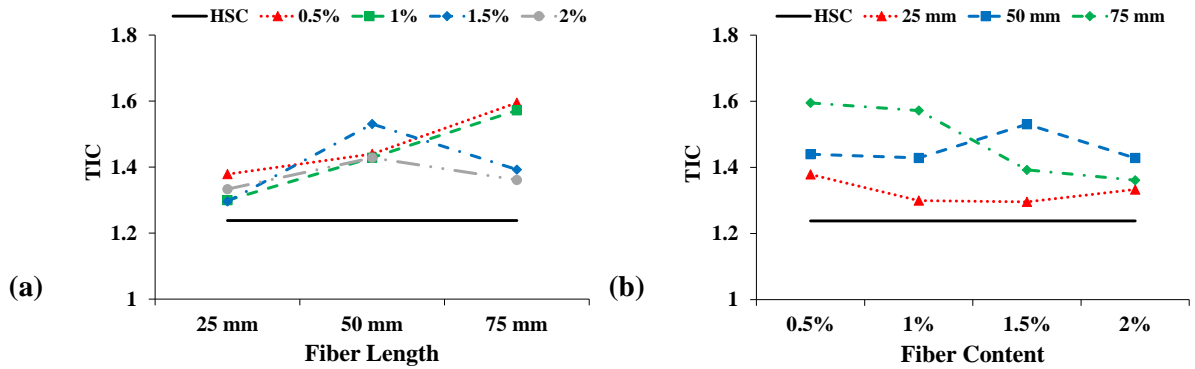 HSC 0.5% 1% 1.5% 2%
1.8
1.6
1.4
1.2
1
TIC
25 mm 50 mm 75 mm
Fiber Length
(a)
HSC 25 mm 50 mm 75 mm
1.8
1.6
1.4
1.2
1
TIC
0.5% 1% 1.5% 2%
Fiber Content
(b)